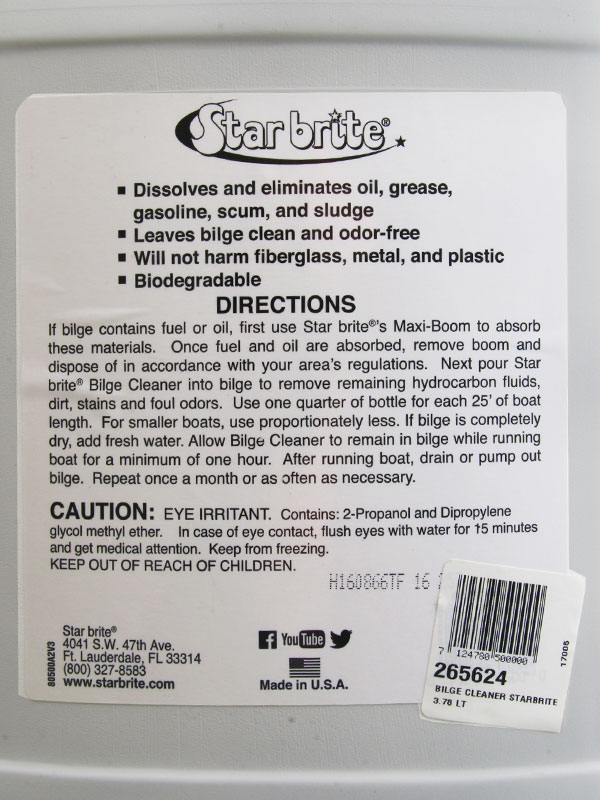 Star brite®
▪ Dissolves and eliminates oil, grease,
gasoline, scum, and sludge
▪ Leaves bilge clean and odor-free
▪ Will not harm fiberglass, metal, and plastic
▪ Biodegradable
DIRECTIONS
If bilge contains fuel or oil, first use Star brite®'s Maxi-Boom to absorb
these materials. Once fuel and oil are absorbed, remove boom and
dispose of in accordance with your area's regulations. Next pour Star
brite® Bilge Cleaner into bilge to remove remaining hydrocarbon fluids,
dirt, stains and foul odors. Use one quarter of bottle for each 25' of boat
length. For smaller boats, use proportionately less. If bilge is completely
dry, add fresh water. Allow Bilge Cleaner to remain in bilge while running
boat for a minimum of one hour. After running boat, drain or pump out
bilge. Repeat once a month or as often as necessary.
CAUTION: EYE IRRITANT. Contains: 2-Propanol and Dipropylene
glycol methyl ether. In case of eye contact, flush eyes with water for 15 minutes
and get medical attention. Keep from freezing.
KEEP OUT OF REACH OF CHILDREN.
H160866TF 16
Star brite®
4041 S.W. 47th Ave.
Ft. Lauderdale, FL 33314
(800) 327-8583
www.starbrite.com
80500A2V3
You Tube
Made in U.S.A.
7 124780 500000
17005
265624
BILGE CLEANER STARBRITE
3.78 LT